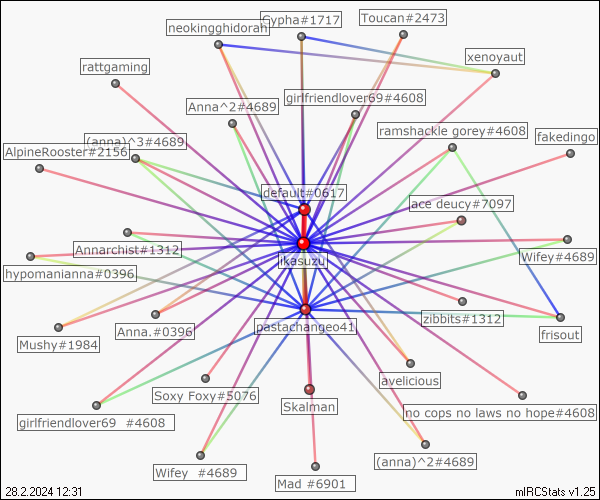 Cypha#1717
Toucan#2473
neokingghidorah
xenoyaut
rattgaming
girlfriendlover69#4608
Anna^2#4689
ramshackle gorey#4608
fakedingo
(anna)^3#4689
AlpineRooster#2156
default#0617
ace deucy#7097
Annarchist#1312
ikasuzu
Wifey#4689
hypomanianna#0396
zibbits#1312
Anna.#0396
pastachangeo41
frisout
Mushy#1984
avelicious
Soxy Foxy#5076
Skalman
no cops no laws no hope#4608
girlfriendlover69 #4608
(anna)^2#4689
Wifey #4689
Mad #6901
28.2.2024 12:31
mIRCStats v1.25